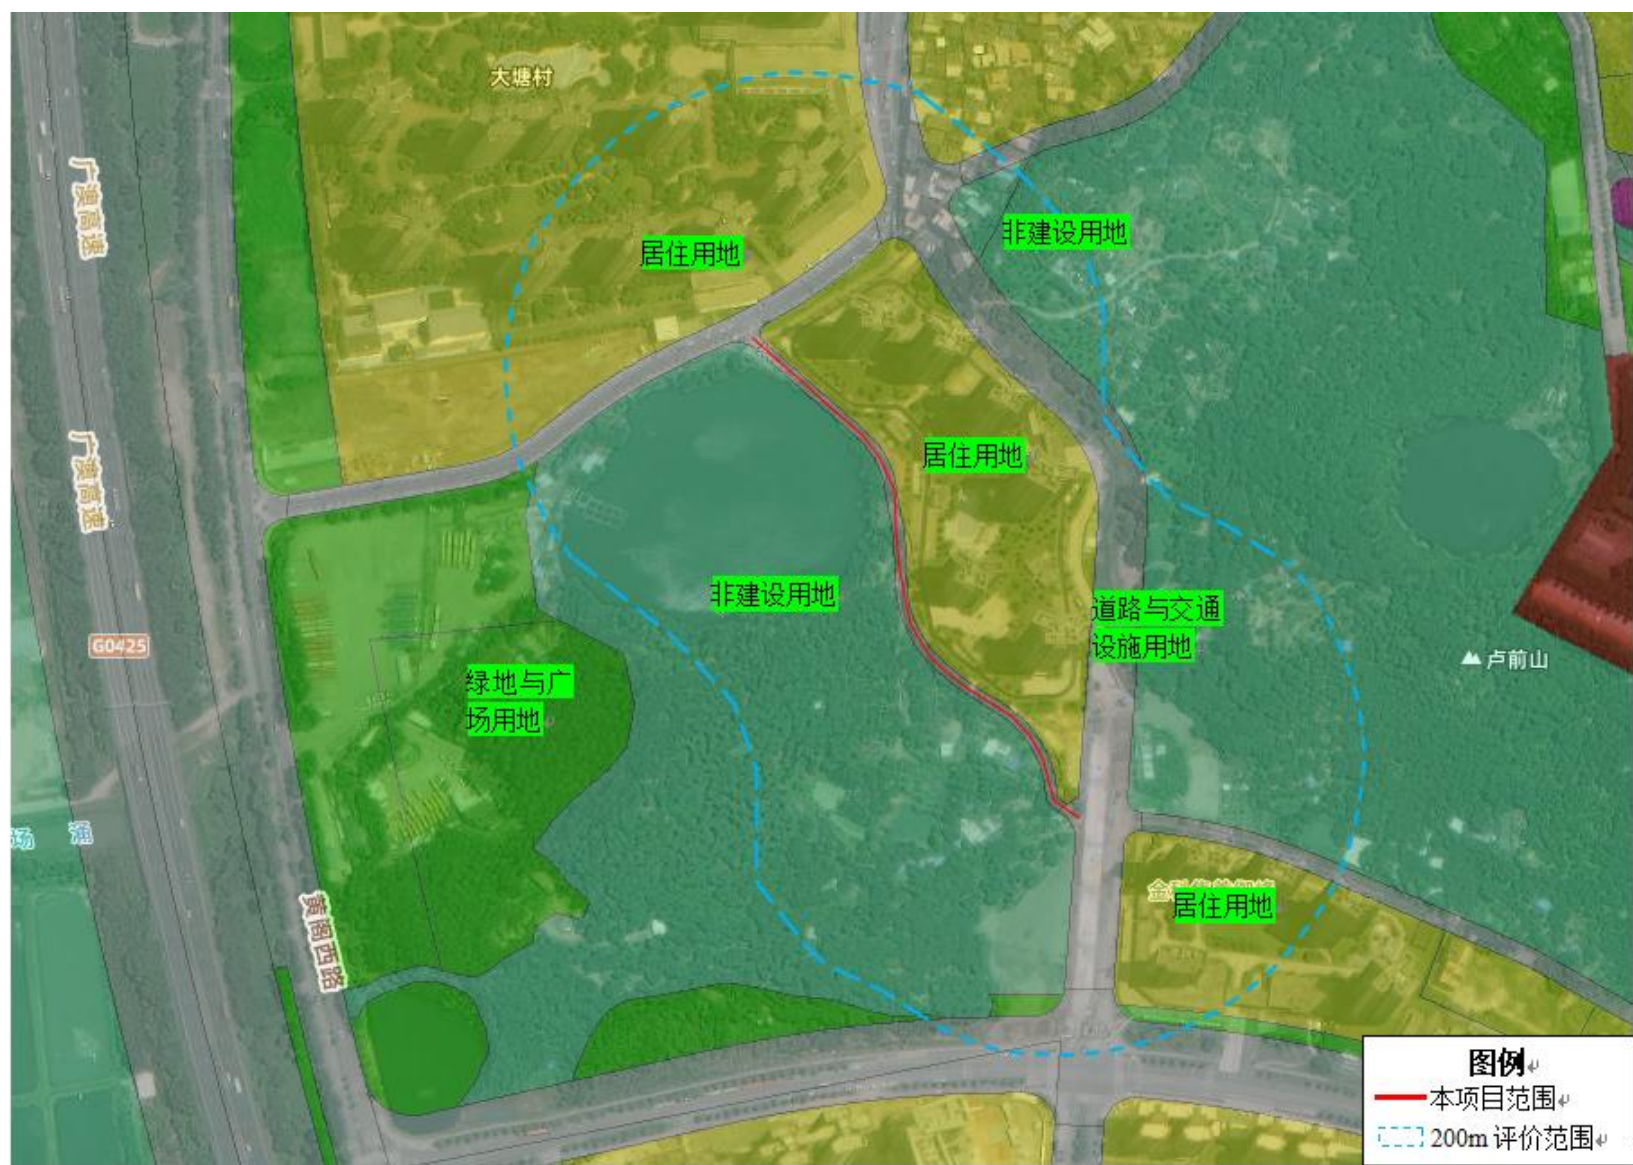 大塘村
广澳高速
非建设用地
居住用地
广澳高速
居住用地
非建设用地
道路与交通
设施用地
G0425
卢前山
绿地与广
场用地
场 涌
居住用地
黄阁西路
图例
本项目范围
200m 评价范围